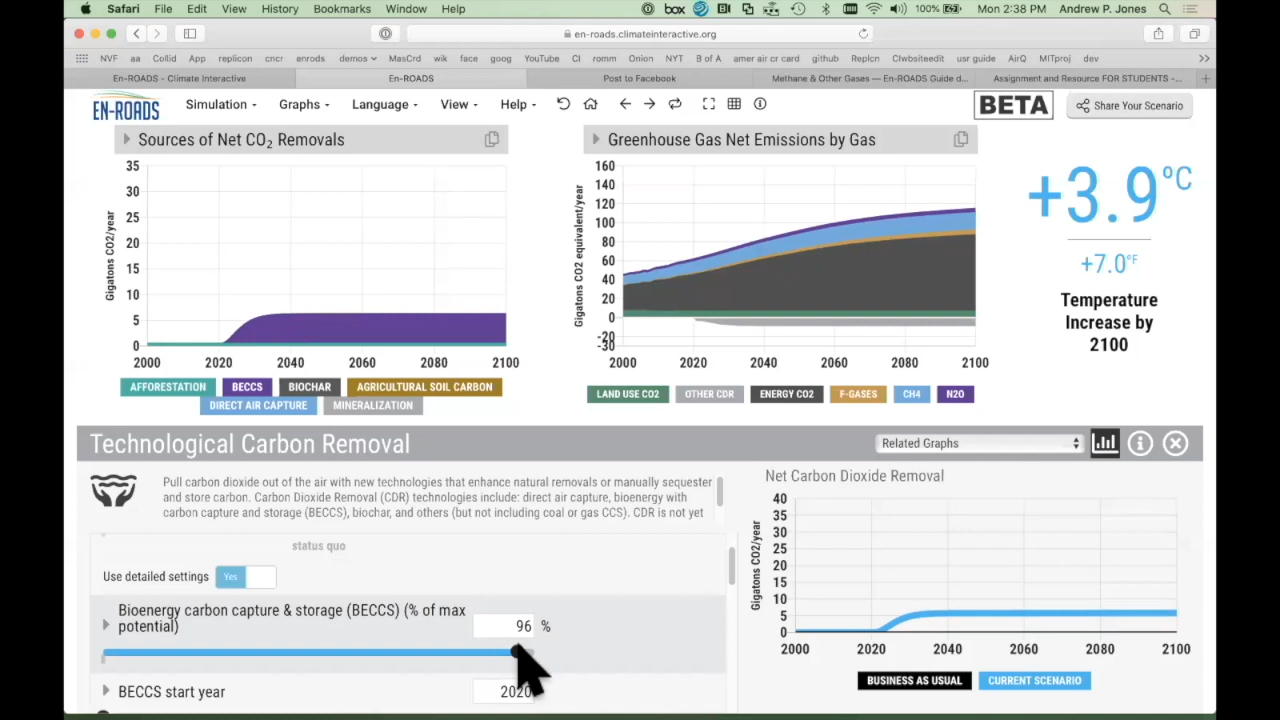 Safari File Edit View History Bookmarks Window Help box 100% Mon 2:38 PM Andrew P. Jones
en-roads.climateinteractive.org
NVF aa Collid App replicon cncr enrods demos MasCrd wik face goog YouTube CI romm Onion NYT B of A amer air cr card github Replcn CIwbsiteedit usr guide AirQ MITproj dev
En-ROADS - Climate Interactive En-ROADS Post to Facebook Methane & Other Gases — En-ROADS Guide d... Assignment and Resource FOR STUDENTS -...
EN-ROADS Simulation Graphs Language View Help BETA Share Your Scenario
Sources of Net CO2 Removals
Gigatons CO2/year
35
30
25
20
15
10
5
0
2000 2020 2040 2060 2080 2100
AFFORESTATION BECCS BIOCHAR AGRICULTURAL SOIL CARBON
DIRECT AIR CAPTURE MINERALIZATION
Greenhouse Gas Net Emissions by Gas
Gigatons CO2 equivalent/year
160
140
120
100
80
60
40
20
0
-20
-30
2000 2020 2040 2060 2080 2100
LAND USE CO2 OTHER CDR ENERGY CO2 F-GASES CH4 N2O
+3.9 °C
+7.0 °F
Temperature
Increase by
2100
Technological Carbon Removal Related Graphs
Pull carbon dioxide out of the air with new technologies that enhance natural removals or manually sequester
and store carbon. Carbon Dioxide Removal (CDR) technologies include: direct air capture, bioenergy with
carbon capture and storage (BECCS), biochar, and others (but not including coal or gas CCS). CDR is not yet
status quo
Use detailed settings Yes
Bioenergy carbon capture & storage (BECCS) (% of max
potential) 96 %
BECCS start year 2020
Net Carbon Dioxide Removal
Gigatons CO2/year
40
35
30
25
20
15
10
5
0
2000 2020 2040 2060 2080 2100
BUSINESS AS USUAL CURRENT SCENARIO